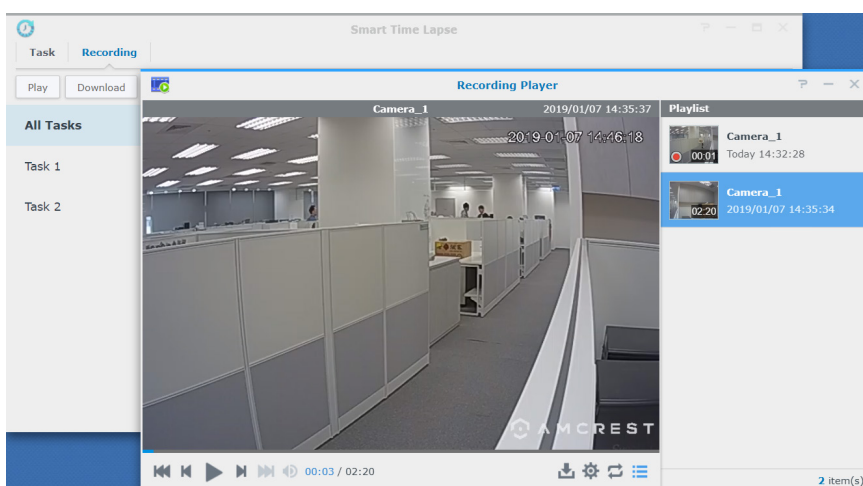 Smart Time Lapse
Task Recording
Play Download
All Tasks
Task 1
Task 2
Recording Player
Camera_1 2019/01/07 14:35:37
2019-01-07 14:46:18
AMCREST
00:03 / 02:20
Playlist
00:01
Camera_1
Today 14:32:28
02:20
Camera_1
2019/01/07 14:35:34
2 item(s)